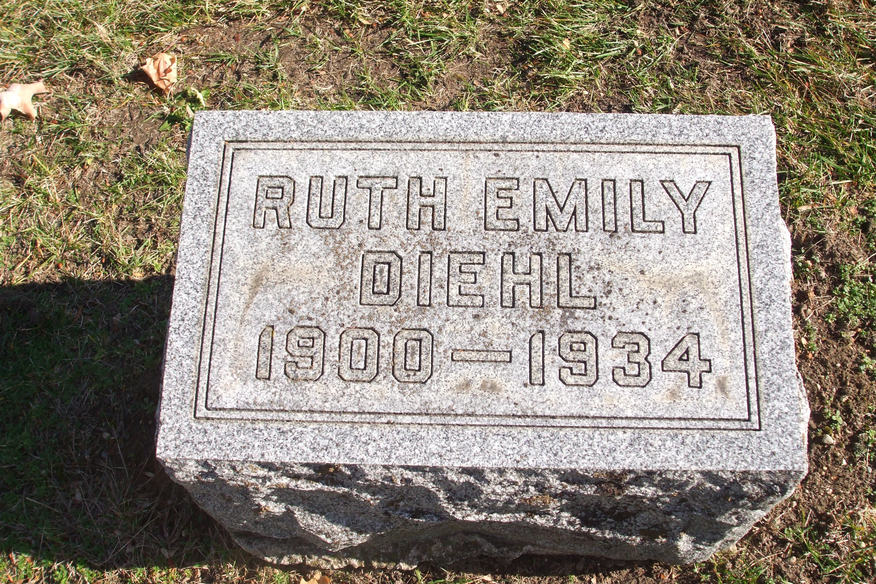 RUTH EMILY
DIEHL
1900 — 1934